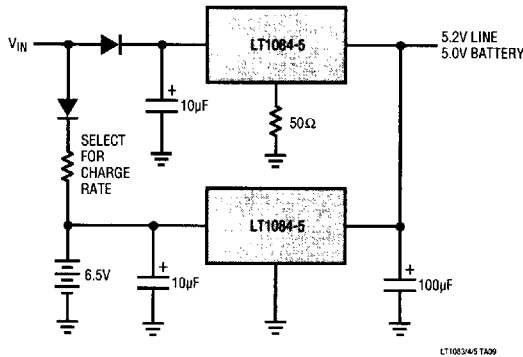 V_IN
LT1084-5
5.2V LINE
5.0V BATTERY
+
10µF
50Ω
SELECT
FOR
CHARGE
RATE
LT1084-5
6.5V
+
10µF
+
100µF
LT1083/4/5 TA09